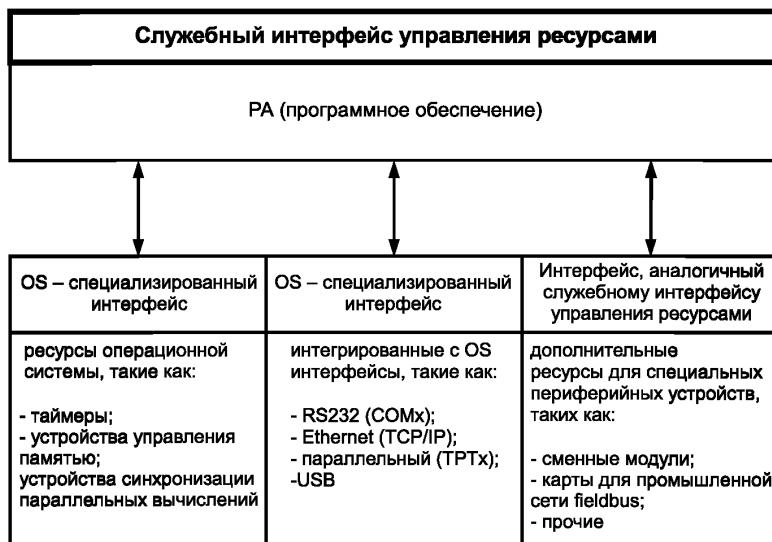 Служебный интерфейс управления ресурсами
РА (программное обеспечение)
OS – специализированный
интерфейс
OS – специализированный
интерфейс
Интерфейс, аналогичный
служебному интерфейсу
управления ресурсами
ресурсы операционной
системы, такие как:
- таймеры;
- устройства управления
памятью;
устройства синхронизации
параллельных вычислений
интегрированные с OS
интерфейсы, такие как:
- RS232 (COMx);
- Ethernet (TCP/IP);
- параллельный (TPTx);
-USB
дополнительные
ресурсы для специальных
периферийных устройств,
таких как:
- сменные модули;
- карты для промышленной
сети fieldbus;
- прочие